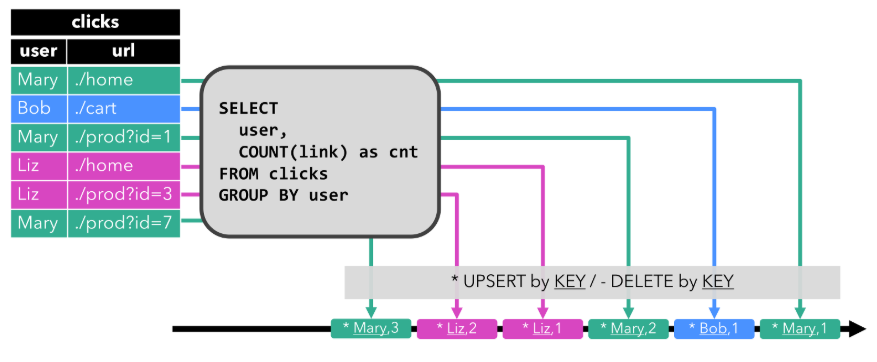 clicks
user url
Mary ./home
Bob ./cart
Mary ./prod?id=1
Liz ./home
Liz ./prod?id=3
Mary ./prod?id=7
SELECT
user,
COUNT(link) as cnt
FROM clicks
GROUP BY user
* UPSERT by KEY / - DELETE by KEY
* Mary,3 * Liz,2 * Liz,1 * Mary,2 * Bob,1 * Mary,1